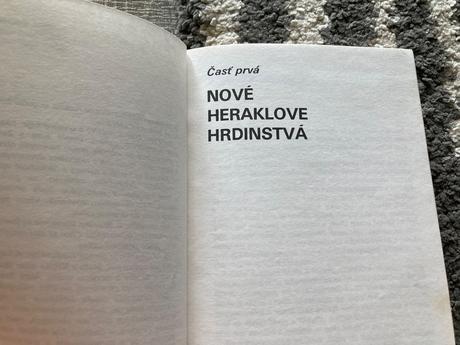 Časť prvá
NOVÉ
HERAKLOVE
HRDINSTVÁ